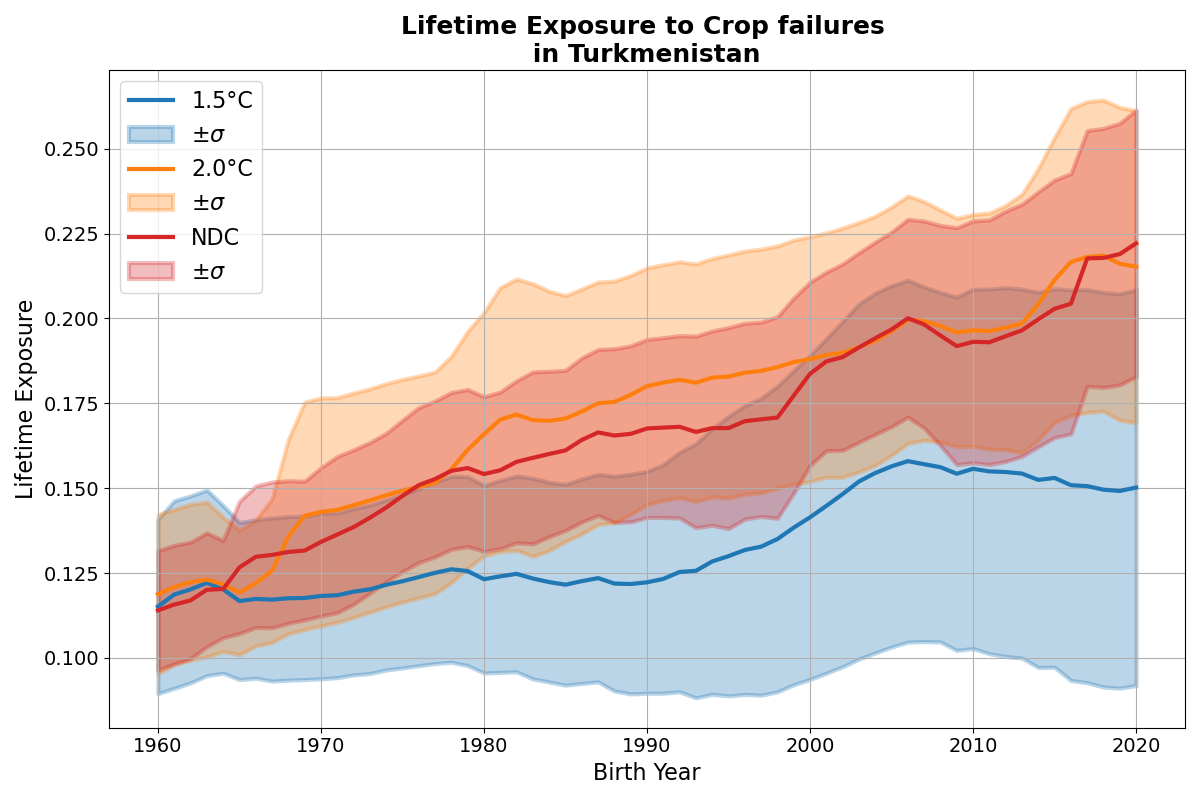 Lifetime Exposure to Crop failures
in Turkmenistan
1.5°C
±σ
2.0°C
±σ
NDC
±σ
Lifetime Exposure
0.250
0.225
0.200
0.175
0.150
0.125
0.100
1960 1970 1980 1990 2000 2010 2020
Birth Year